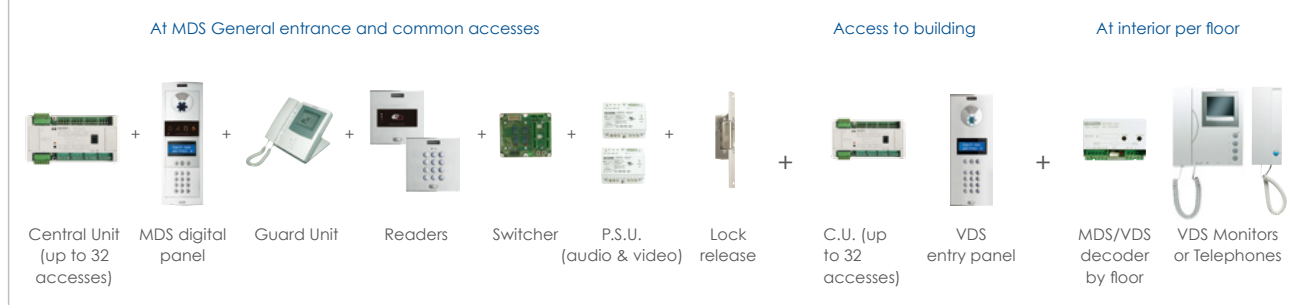 At MDS General entrance and common accesses
Access to building
At interior per floor
+ + + + + + + +
Central Unit
(up to 32
accesses)
MDS digital
panel
Guard Unit
Readers
Switcher
P.S.U.
(audio & video)
Lock
release
C.U. (up
to 32
accesses)
VDS
entry panel
MDS/VDS
decoder
by floor
VDS Monitors
or Telephones